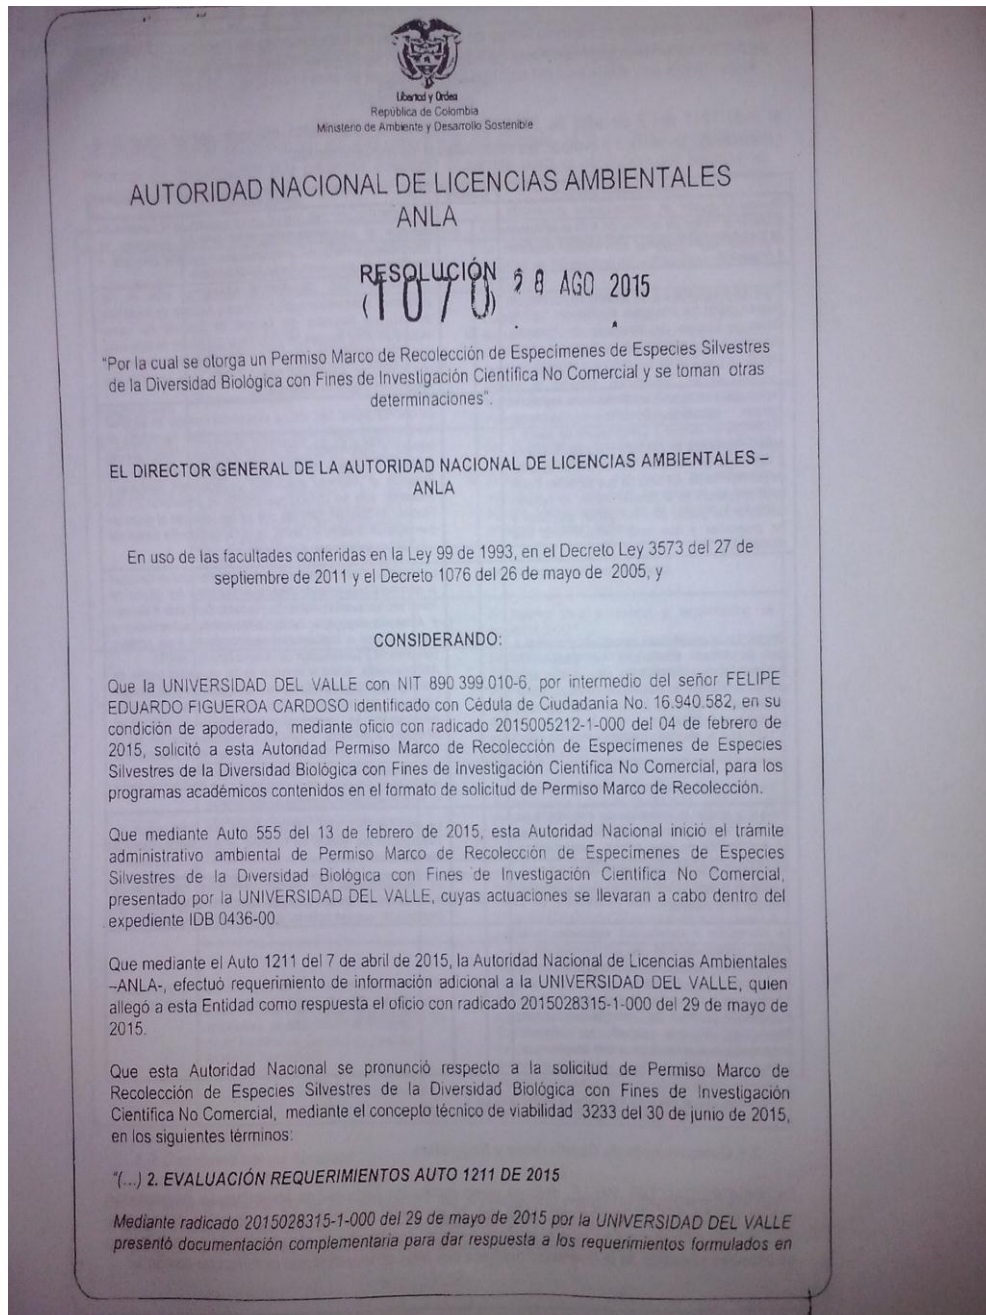 Libertad y Orden
República de Colombia
Ministerio de Ambiente y Desarrollo Sostenible
AUTORIDAD NACIONAL DE LICENCIAS AMBIENTALES
ANLA
RESOLUCIÓN
(1070) 28 AGO 2015
"Por la cual se otorga un Permiso Marco de Recolección de Especímenes de Especies Silvestres
de la Diversidad Biológica con Fines de Investigación Científica No Comercial y se toman otras
determinaciones".
EL DIRECTOR GENERAL DE LA AUTORIDAD NACIONAL DE LICENCIAS AMBIENTALES –
ANLA
En uso de las facultades conferidas en la Ley 99 de 1993, en el Decreto Ley 3573 del 27 de
septiembre de 2011 y el Decreto 1076 del 26 de mayo de 2005, y
CONSIDERANDO:
Que la UNIVERSIDAD DEL VALLE con NIT 890.399.010-6, por intermedio del señor FELIPE
EDUARDO FIGUEROA CARDOSO identificado con Cédula de Ciudadanía No. 16.940.582, en su
condición de apoderado, mediante oficio con radicado 2015005212-1-000 del 04 de febrero de
2015, solicitó a esta Autoridad Permiso Marco de Recolección de Especímenes de Especies
Silvestres de la Diversidad Biológica con Fines de Investigación Científica No Comercial, para los
programas académicos contenidos en el formato de solicitud de Permiso Marco de Recolección.
Que mediante Auto 555 del 13 de febrero de 2015, esta Autoridad Nacional inició el trámite
administrativo ambiental de Permiso Marco de Recolección de Especímenes de Especies
Silvestres de la Diversidad Biológica con Fines de Investigación Científica No Comercial,
presentado por la UNIVERSIDAD DEL VALLE, cuyas actuaciones se llevaran a cabo dentro del
expediente IDB 0436-00.
Que mediante el Auto 1211 del 7 de abril de 2015, la Autoridad Nacional de Licencias Ambientales
–ANLA-, efectuó requerimiento de información adicional a la UNIVERSIDAD DEL VALLE, quien
allegó a esta Entidad como respuesta el oficio con radicado 2015028315-1-000 del 29 de mayo de
2015.
Que esta Autoridad Nacional se pronunció respecto a la solicitud de Permiso Marco de
Recolección de Especies Silvestres de la Diversidad Biológica con Fines de Investigación
Científica No Comercial, mediante el concepto técnico de viabilidad 3233 del 30 de junio de 2015,
en los siguientes términos:
"(...) 2. EVALUACIÓN REQUERIMIENTOS AUTO 1211 DE 2015
Mediante radicado 2015028315-1-000 del 29 de mayo de 2015 por la UNIVERSIDAD DEL VALLE
presentó documentación complementaria para dar respuesta a los requerimientos formulados en